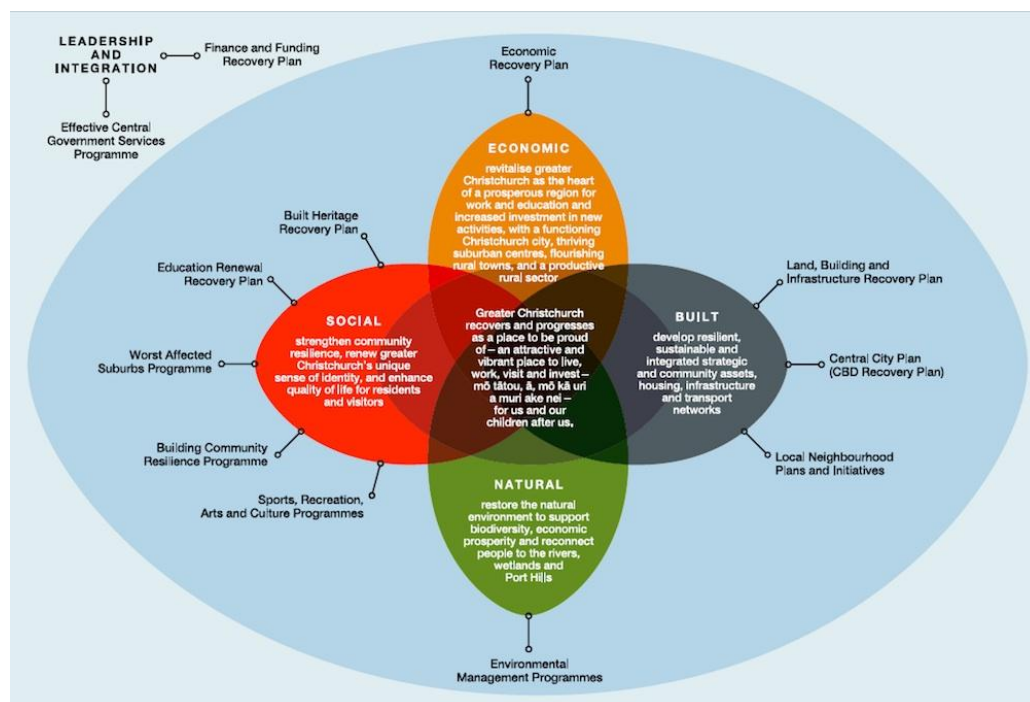 LEADERSHIP
AND
INTEGRATION
Finance and Funding
Recovery Plan
Effective Central
Government Services
Programme
Economic
Recovery Plan
ECONOMIC
revitalise greater
Christchurch as the heart
of a prosperous region for
work and education and
increased investment in new
activities, with a functioning
Christchurch city, thriving
suburban centres, flourishing
rural towns, and a productive
rural sector
Built Heritage
Recovery Plan
Education Renewal
Recovery Plan
Worst Affected
Suburbs Programme
Building Community
Resilience Programme
Sports, Recreation,
Arts and Culture Programmes
SOCIAL
strengthen community
resilience, renew greater
Christchurch's unique
sense of identity, and enhance
quality of life for residents
and visitors
Greater Christchurch
recovers and progresses
as a place to be proud
of – an attractive and
vibrant place to live,
work, visit and invest –
mō tātou, ā, mō kā uri
a muri ake nei –
for us and our
children after us.
BUILT
develop resilient,
sustainable and
integrated strategic
and community assets,
housing, infrastructure
and transport
networks
Land, Building and
Infrastructure Recovery Plan
Central City Plan
(CBD Recovery Plan)
Local Neighbourhood
Plans and Initiatives
NATURAL
restore the natural
environment to support
biodiversity, economic
prosperity and reconnect
people to the rivers,
wetlands and
Port Hills
Environmental
Management Programmes